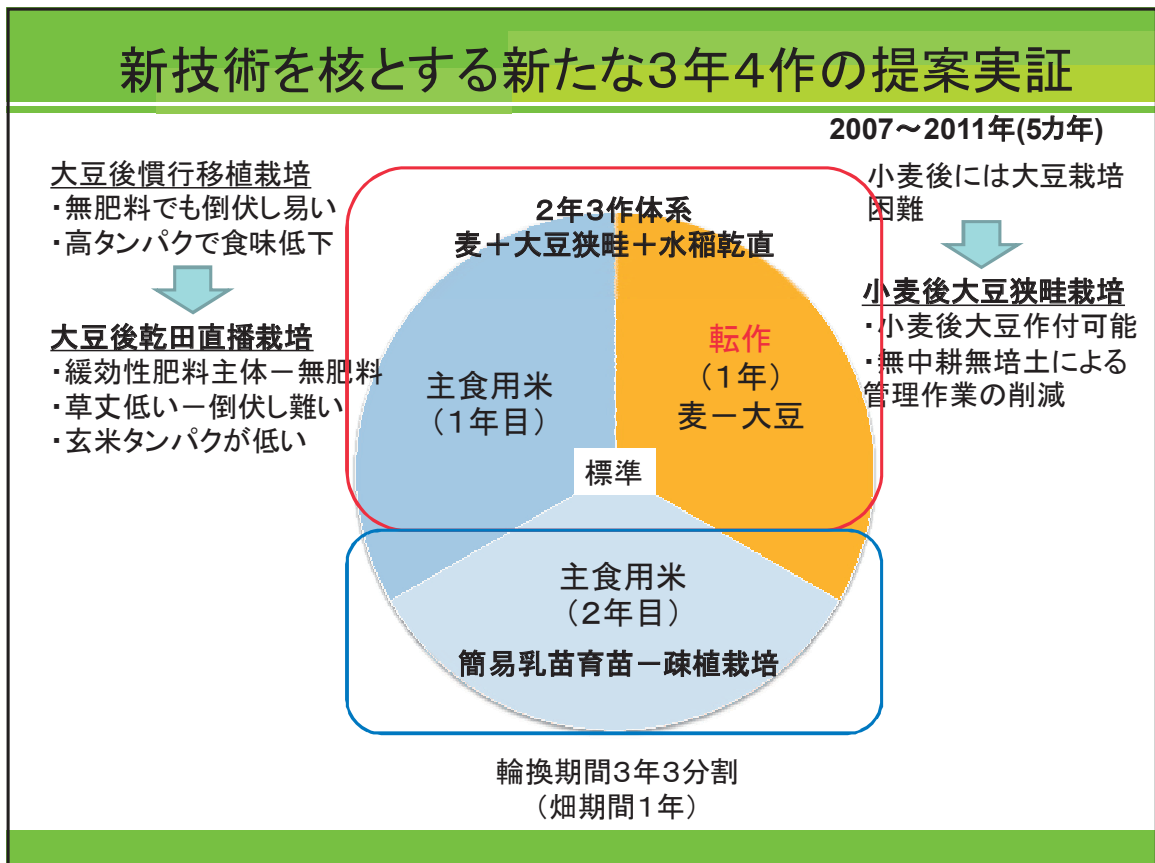 新技術を核とする新たな3年4作の提案実証
2007～2011年(5カ年)
大豆後慣行移植栽培
・無肥料でも倒伏し易い
・高タンパクで食味低下
大豆後乾田直播栽培
・緩効性肥料主体－無肥料
・草丈低い－倒伏し難い
・玄米タンパクが低い
2年3作体系
麦＋大豆狭畦＋水稲乾直
主食用米
（1年目）
転作
（1年）
麦－大豆
標準
主食用米
（2年目）
簡易乳苗育苗－疎植栽培
小麦後には大豆栽培
困難
小麦後大豆狭畦栽培
・小麦後大豆作付可能
・無中耕無培土による
管理作業の削減
輪換期間3年3分割
（畑期間1年）